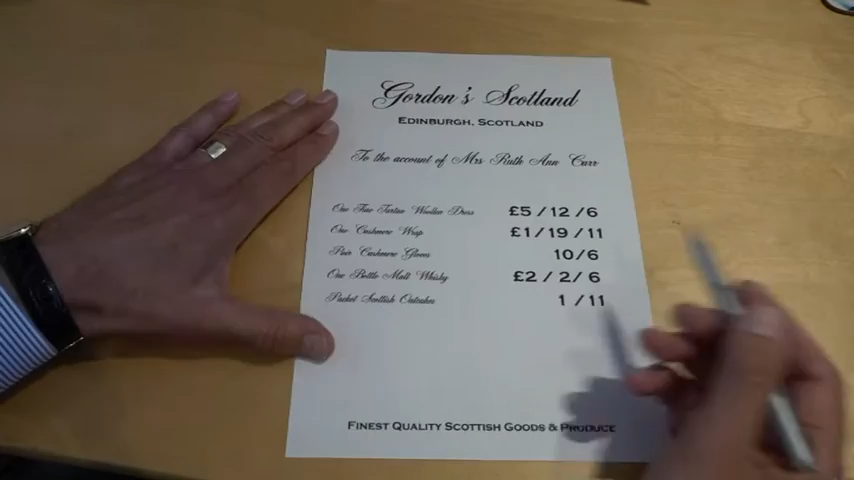 Gordon's Scotland
EDINBURGH, SCOTLAND
To the account of Mrs Ruth Ann Curr
One Fine Tartan Woollen Dress £5/12/6
One Cashmere Wrap £1/19/11
Pair Cashmere Gloves 10/6
One Bottle Malt Whisky £2/2/6
Packet Scottish Oatcakes 1/11
FINEST QUALITY SCOTTISH GOODS & PRODUCE